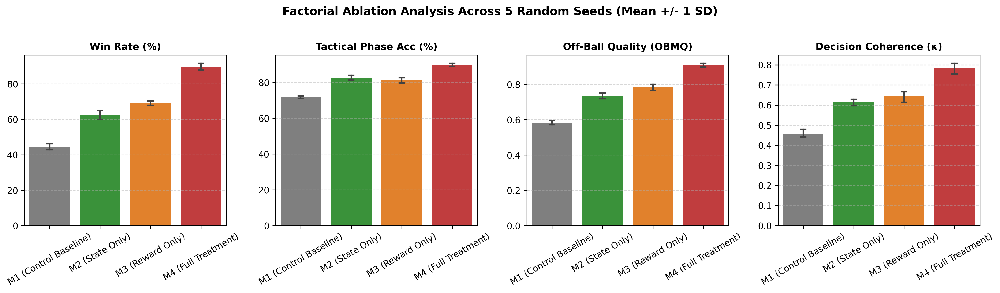 Factorial Ablation Analysis Across 5 Random Seeds (Mean +/- 1 SD)
Win Rate (%)
80
60
40
20
0
M1 (Control Baseline)
M2 (State Only)
M3 (Reward Only)
M4 (Full Treatment)
Tactical Phase Acc (%)
80
60
40
20
0
M1 (Control Baseline)
M2 (State Only)
M3 (Reward Only)
M4 (Full Treatment)
Off-Ball Quality (OBMQ)
0.8
0.6
0.4
0.2
0.0
M1 (Control Baseline)
M2 (State Only)
M3 (Reward Only)
M4 (Full Treatment)
Decision Coherence (κ)
0.8
0.7
0.6
0.5
0.4
0.3
0.2
0.1
0.0
M1 (Control Baseline)
M2 (State Only)
M3 (Reward Only)
M4 (Full Treatment)